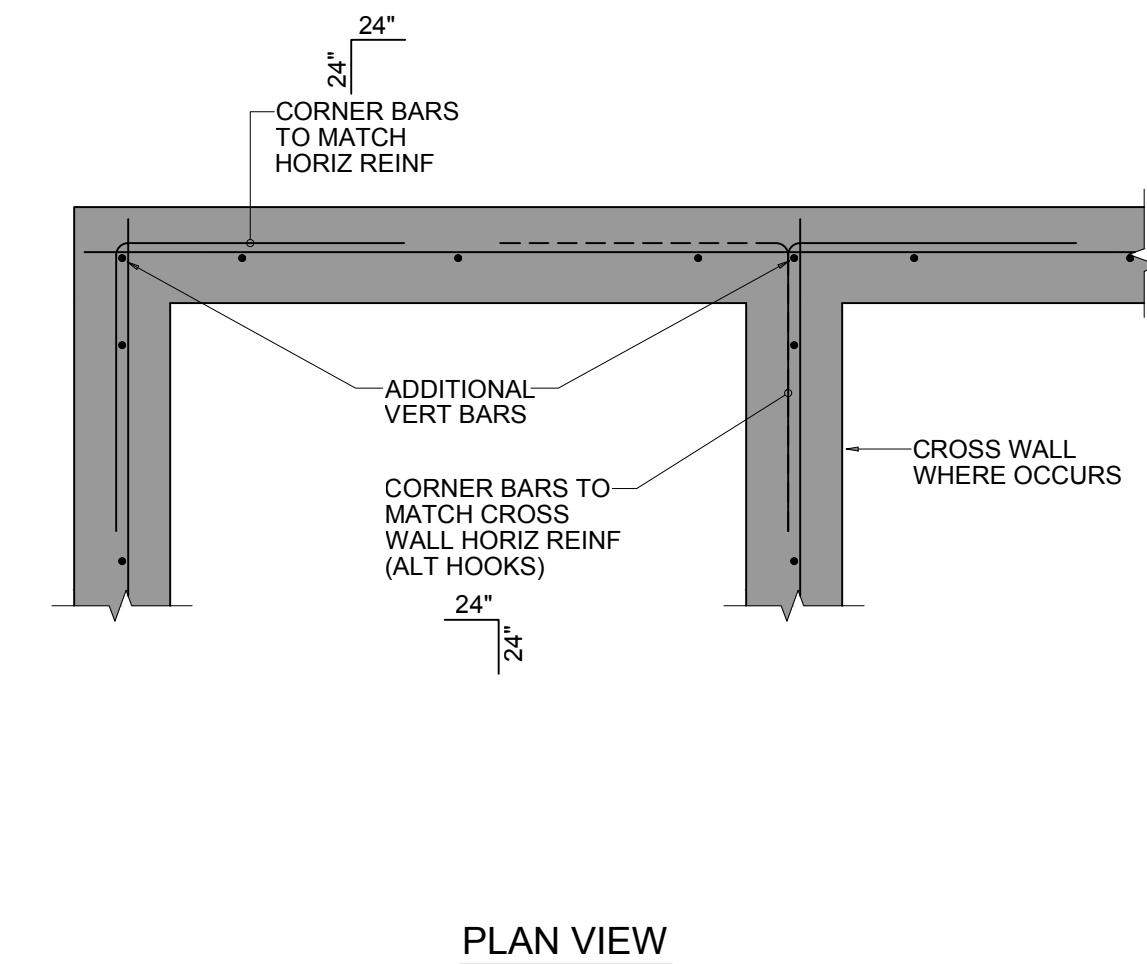 24"
24"
CORNER BARS
TO MATCH
HORIZ REINF
ADDITIONAL
VERT BARS
CROSS WALL
WHERE OCCURS
CORNER BARS TO
MATCH CROSS
WALL HORIZ REINF
(ALT HOOKS)
24"
24"
PLAN VIEW